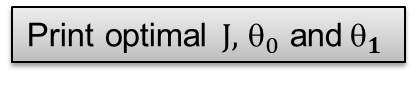 Print optimal J, θ₀ and θ₁